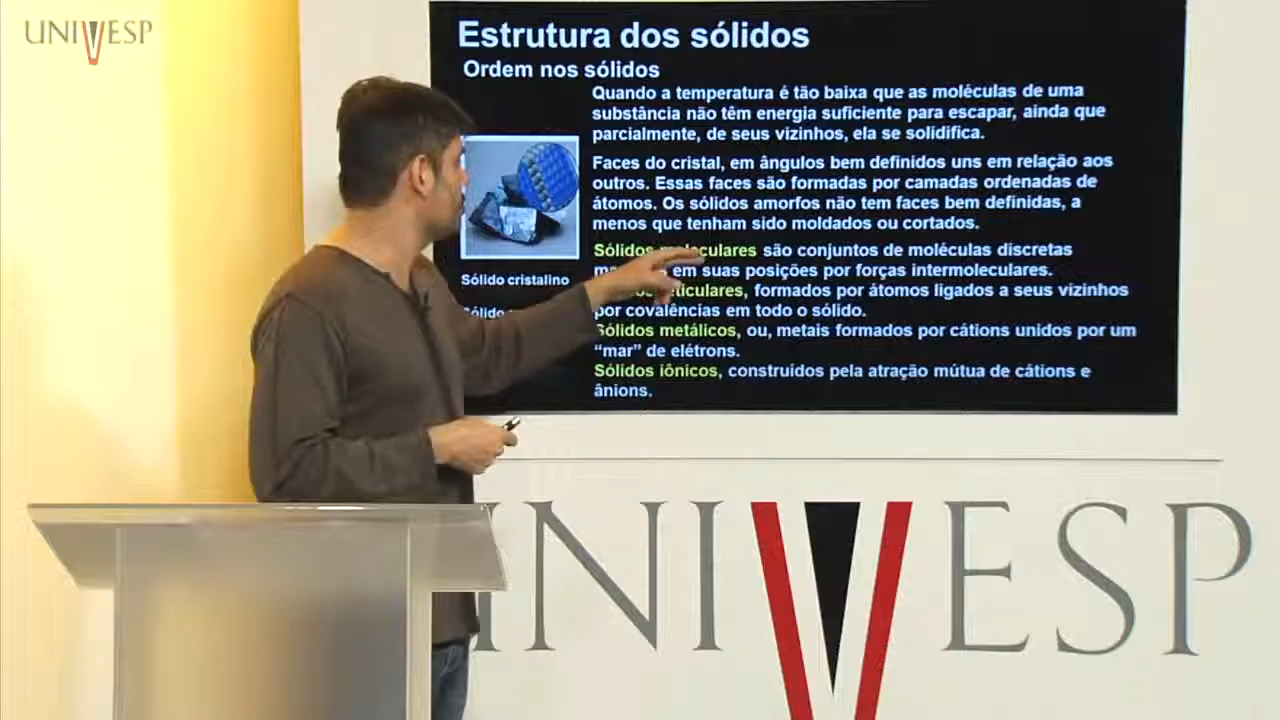 UNIVESP
Estrutura dos sólidos
Ordem nos sólidos
Quando a temperatura é tão baixa que as moléculas de uma
substância não têm energia suficiente para escapar, ainda que
parcialmente, de seus vizinhos, ela se solidifica.
Faces do cristal, em ângulos bem definidos uns em relação aos
outros. Essas faces são formadas por camadas ordenadas de
átomos. Os sólidos amorfos não tem faces bem definidas, a
menos que tenham sido moldados ou cortados.
Sólidos moleculares são conjuntos de moléculas discretas
em suas posições por forças intermoleculares.
formados por átomos ligados a seus vizinhos
por covalências em todo o sólido.
Sólidos metálicos, ou, metais formados por cátions unidos por um
“mar” de elétrons.
Sólidos iônicos, construídos pela atração mútua de cátions e
ânions.
Sólido cristalino
Sólido
UNIVESP